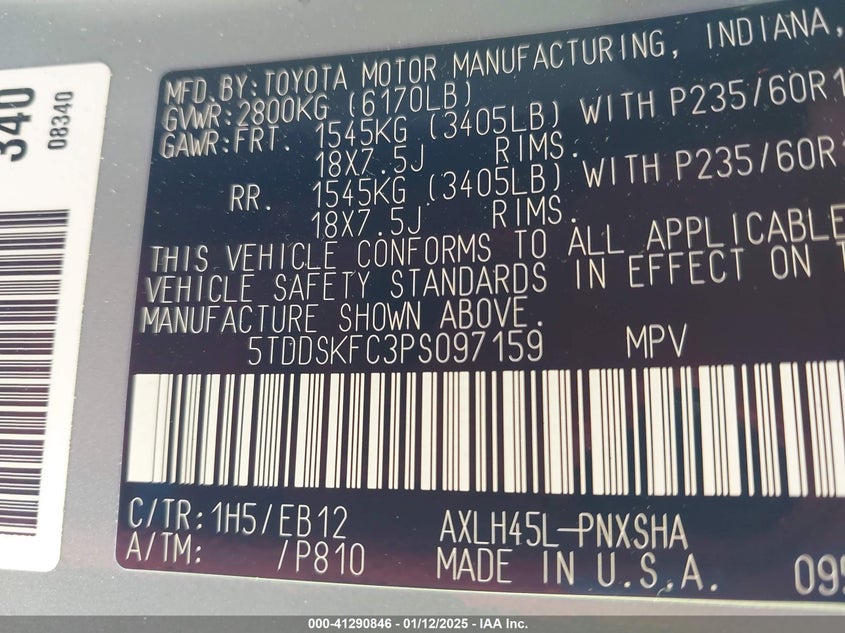 340
08340
MFD.BY:TOYOTA MOTOR MANUFACTURING, INDIANA,
GVWR:2800KG (6170LB)
GAWR:FRT. 1545KG (3405LB) WITH P235/60R1
18X7.5J RIMS.
RR. 1545KG (3405LB) WITH P235/60R1
18X7.5J RIMS.
THIS VEHICLE CONFORMS TO ALL APPLICABLE
VEHICLE SAFETY STANDARDS IN EFFECT ON T
MANUFACTURE SHOWN ABOVE.
5TDDSKFC3PS097159 MPV
C/TR: 1H5/EB12 AXLH45L-PNXSHA
A/TM: /P810 MADE IN U.S.A. 095
000-41290846 - 01/12/2025 - IAA Inc.